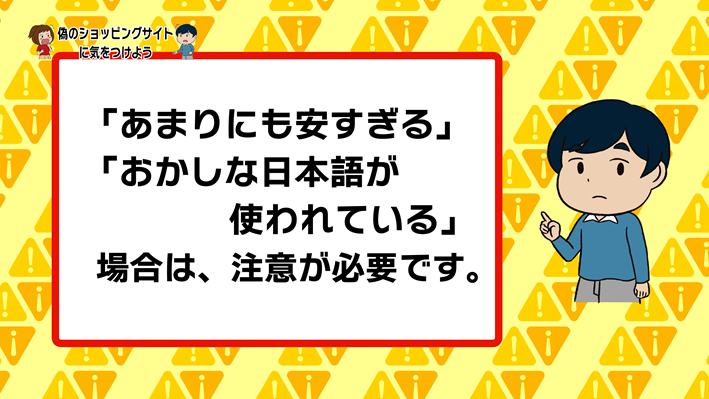 偽のショッピングサイト
に気をつけよう
「あまりにも安すぎる」
「おかしな日本語が
使われている」
場合は、注意が必要です。